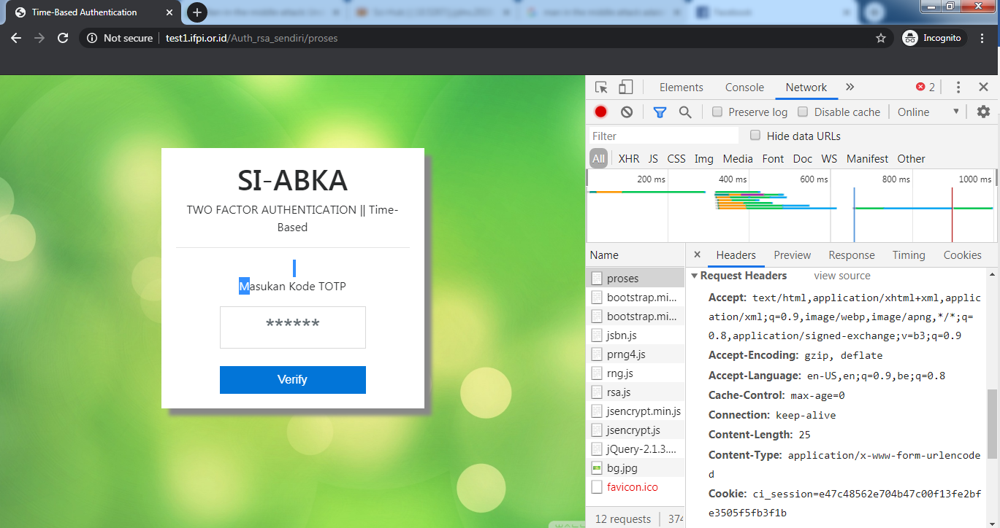 Time-Based Authentication
Facebook
Not secure
test1.ifpi.or.id/Auth_rsa_sendiri/proses
Incognito
SI-ABKA
TWO FACTOR AUTHENTICATION || Time-
Based
Masukan Kode TOTP
******
Verify
Elements
Console
Network
2
Preserve log
Disable cache
Online
Filter
Hide data URLs
All
XHR
JS
CSS
Img
Media
Font
Doc
WS
Manifest
Other
200 ms
400 ms
600 ms
800 ms
1000 ms
Name
proses
bootstrap.mi...
bootstrap.mi...
jsbn.js
prng4.js
rng.js
rsa.js
jsencrypt.min.js
jsencrypt.js
jQuery-2.1.3....
bg.jpg
favicon.ico
12 requests
374
Headers
Preview
Response
Timing
Cookies
Request Headers
view source
Accept: text/html,application/xhtml+xml,applic
ation/xml;q=0.9,image/webp,image/apng,*/*;q=
0.8,application/signed-exchange;v=b3;q=0.9
Accept-Encoding: gzip, deflate
Accept-Language: en-US,en;q=0.9,be;q=0.8
Cache-Control: max-age=0
Connection: keep-alive
Content-Length: 25
Content-Type: application/x-www-form-urlencode
d
Cookie: ci_session=e47c48562e704b47c00f13fe2bf
e3505f5fb3f1b